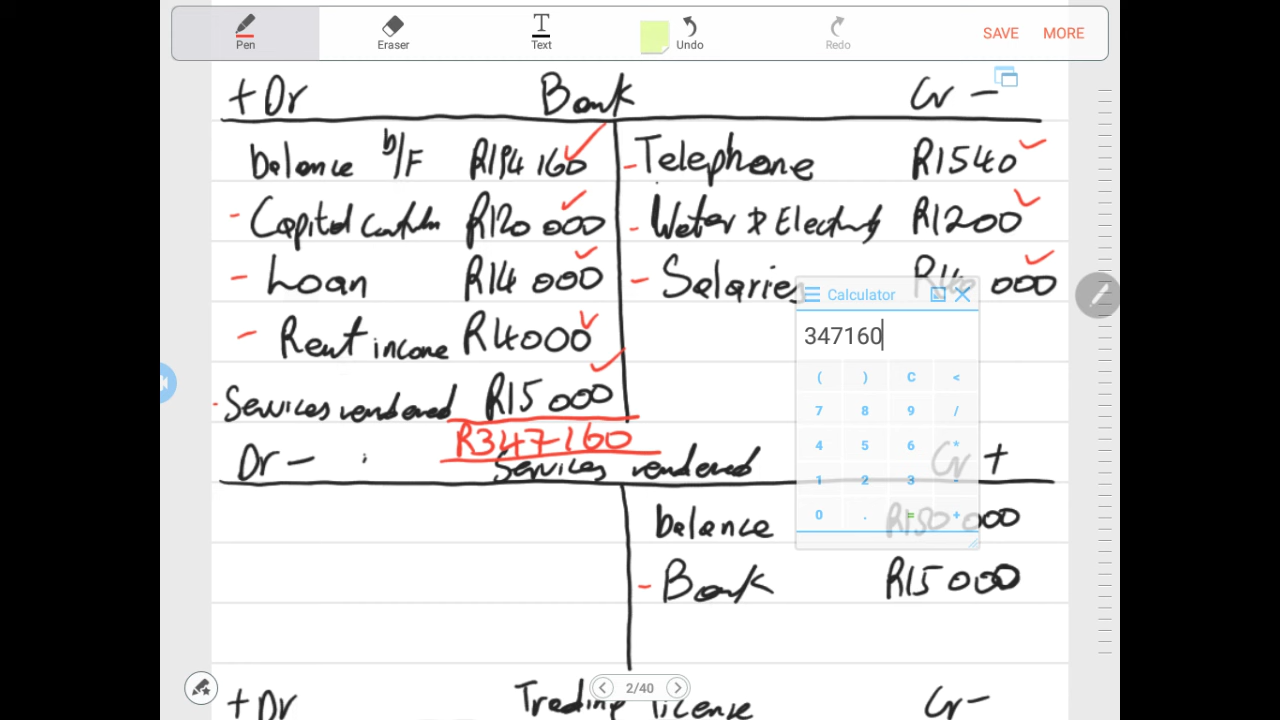 Pen Eraser Text Undo Redo SAVE MORE
+ Dr Bank Cr -
balance b/F R194 160 - Telephone R1540
- Capital R120 000 - Water & R1200
- Loan R14 000 - Salaries 000
- Rent income R4000
- Services rendered R15 000
R347 160
Dr - Services rendered Cr +
balance R150 000
- Bank R15 000
+ Dr Trading license Cr -
Calculator
347160
( ) C <
7 8 9 /
4 5 6 *
1 2 3 -
0 . = +
2/40